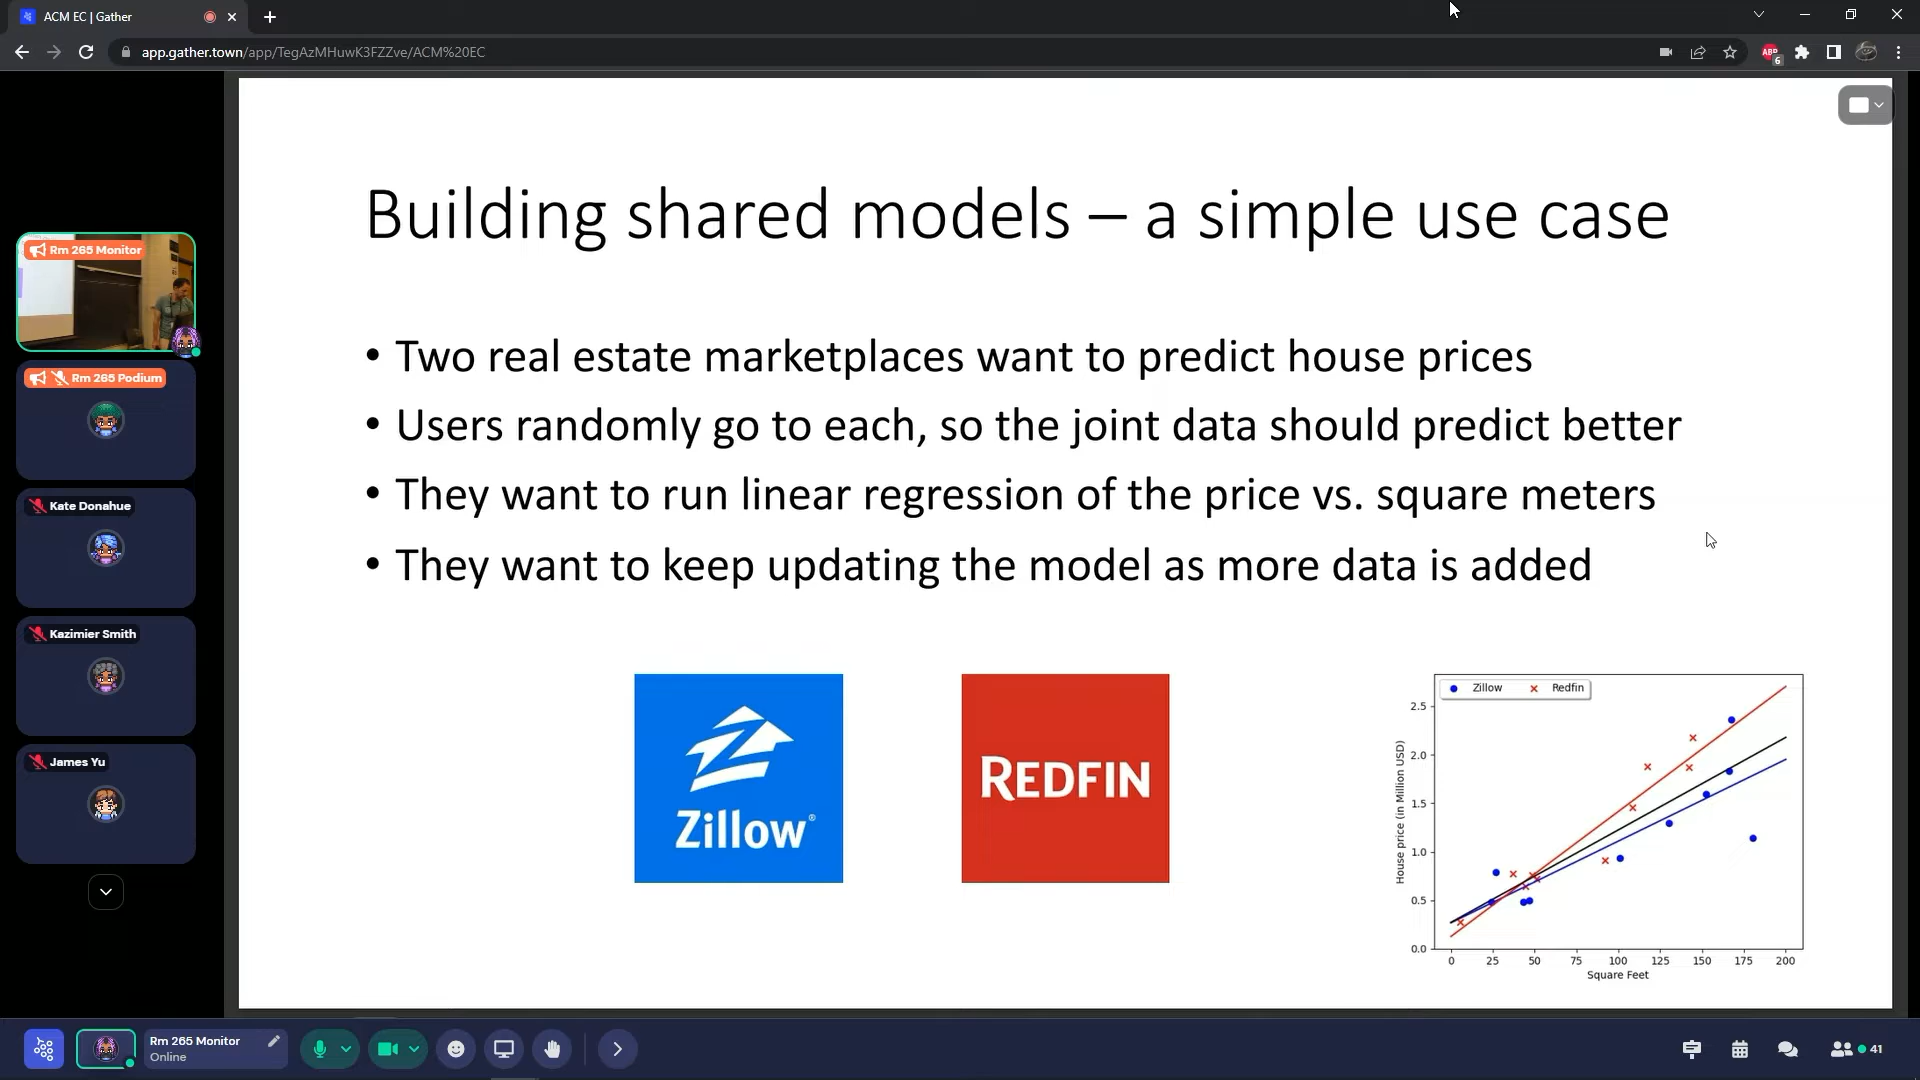 ACM EC | Gather
app.gather.town/app/TegAzMHuwK3FZZve/ACM%20EC
ABP
6
Rm 265 Monitor
Rm 265 Podium
Kate Donahue
Kazimier Smith
James Yu
Building shared models – a simple use case
• Two real estate marketplaces want to predict house prices
• Users randomly go to each, so the joint data should predict better
• They want to run linear regression of the price vs. square meters
• They want to keep updating the model as more data is added
Zillow®
REDFIN
Zillow Redfin
House price (in Million USD)
2.5
2.0
1.5
1.0
0.5
0.0
0 25 50 75 100 125 150 175 200
Square Feet
Rm 265 Monitor
Online
41